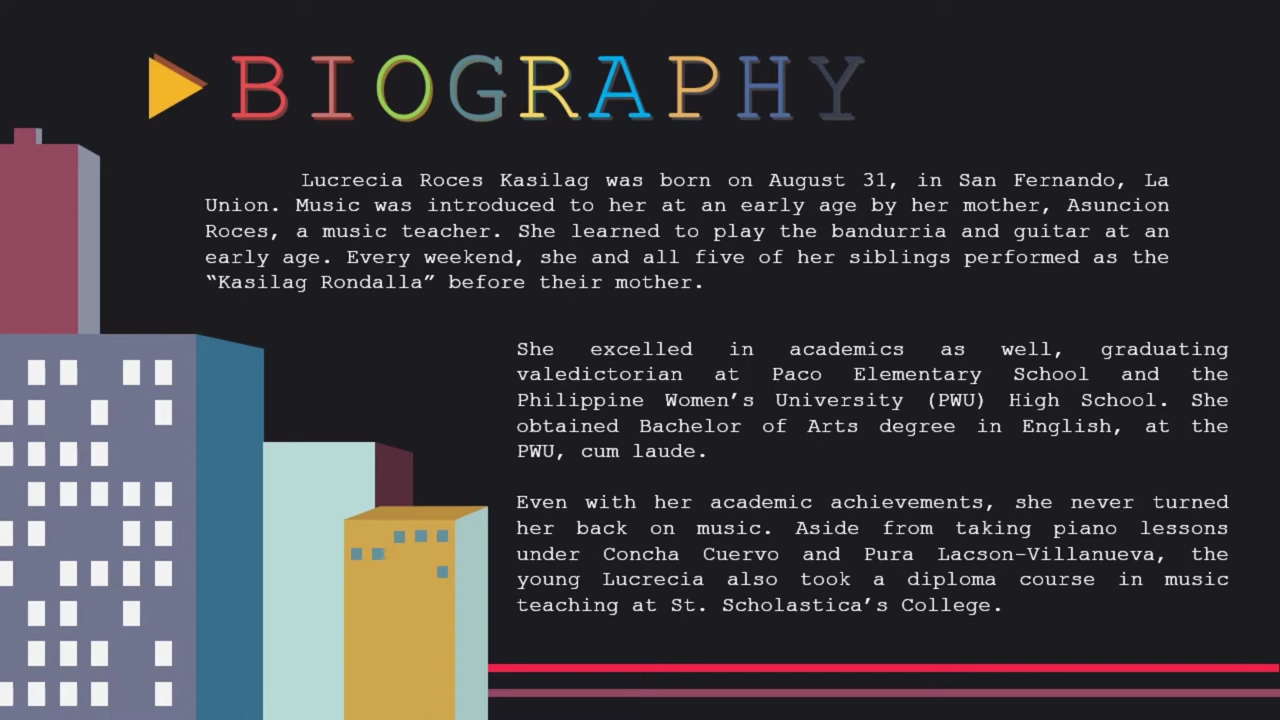 BIOGRAPHY
Lucrecia Roces Kasilag was born on August 31, in San Fernando, La
Union. Music was introduced to her at an early age by her mother, Asuncion
Roces, a music teacher. She learned to play the bandurria and guitar at an
early age. Every weekend, she and all five of her siblings performed as the
“Kasilag Rondalla” before their mother.
She excelled in academics as well, graduating
valedictorian at Paco Elementary School and the
Philippine Women’s University (PWU) High School. She
obtained Bachelor of Arts degree in English, at the
PWU, cum laude.
Even with her academic achievements, she never turned
her back on music. Aside from taking piano lessons
under Concha Cuervo and Pura Lacson-Villanueva, the
young Lucrecia also took a diploma course in music
teaching at St. Scholastica’s College.